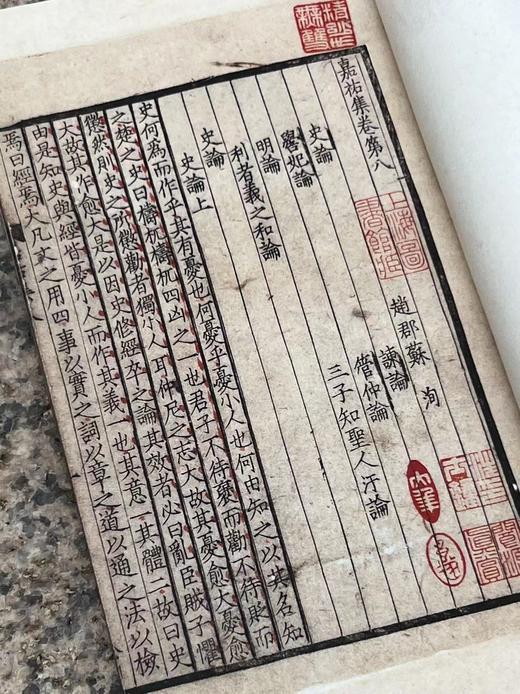 嘉祐集卷第八
趙郡蘇 洵
史論 諫論
嚳妃論 管仲論
明論 三子知聖人汙論
利者義之和論
史論
史論上
史何為而作乎其有憂也何憂乎憂小人也何由知之以其名知
之楚之史曰檮杌檮杌四凶之一也君子不待褒而勸不待貶而
懲然則史之所懲勸者獨小人耳仲尼之志大故其憂愈大憂愈
大故其作愈大是以因史修經卒之論其效者必曰亂臣賊子懼
由是知史與經皆憂小人而作其義一也其意一其體二故曰史
焉曰經焉大凡文之用四事以實之詞以章之道以通之法以檢
上海圖書館藏